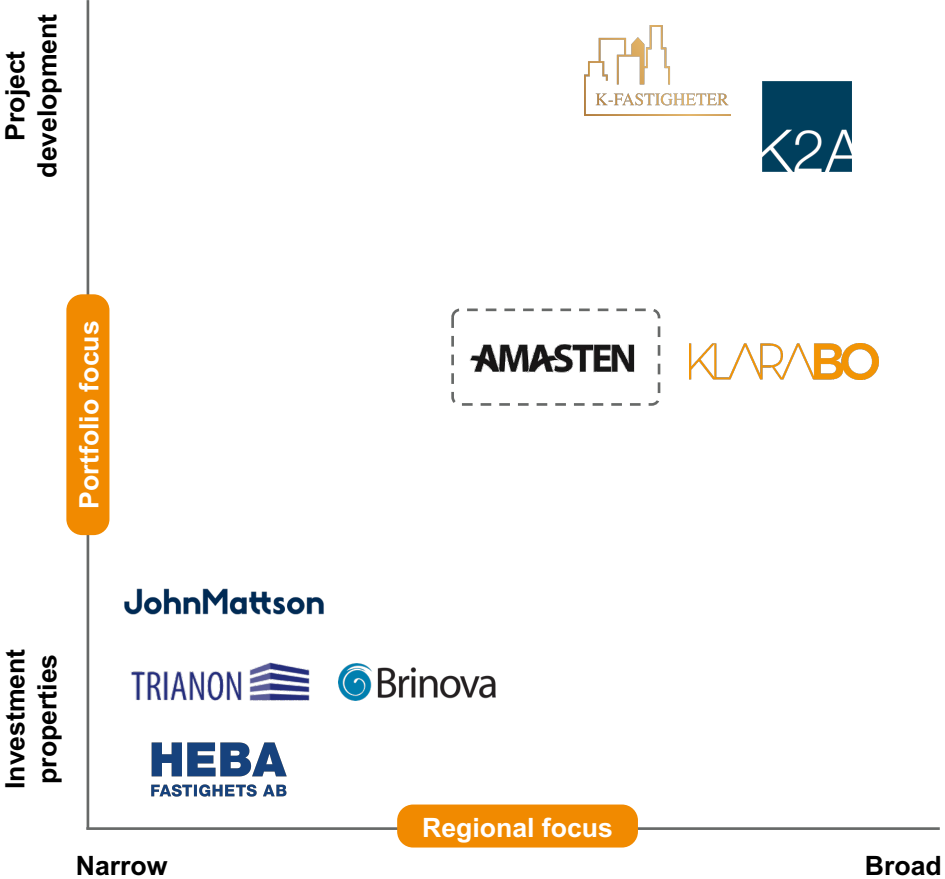 Project
development
K-FASTIGHETER
K2A
Portfolio focus
AMASTEN
KLARABO
JohnMattson
Investment
properties
TRIANON
Brinova
HEBA
FASTIGHETS AB
Regional focus
Narrow
Broad